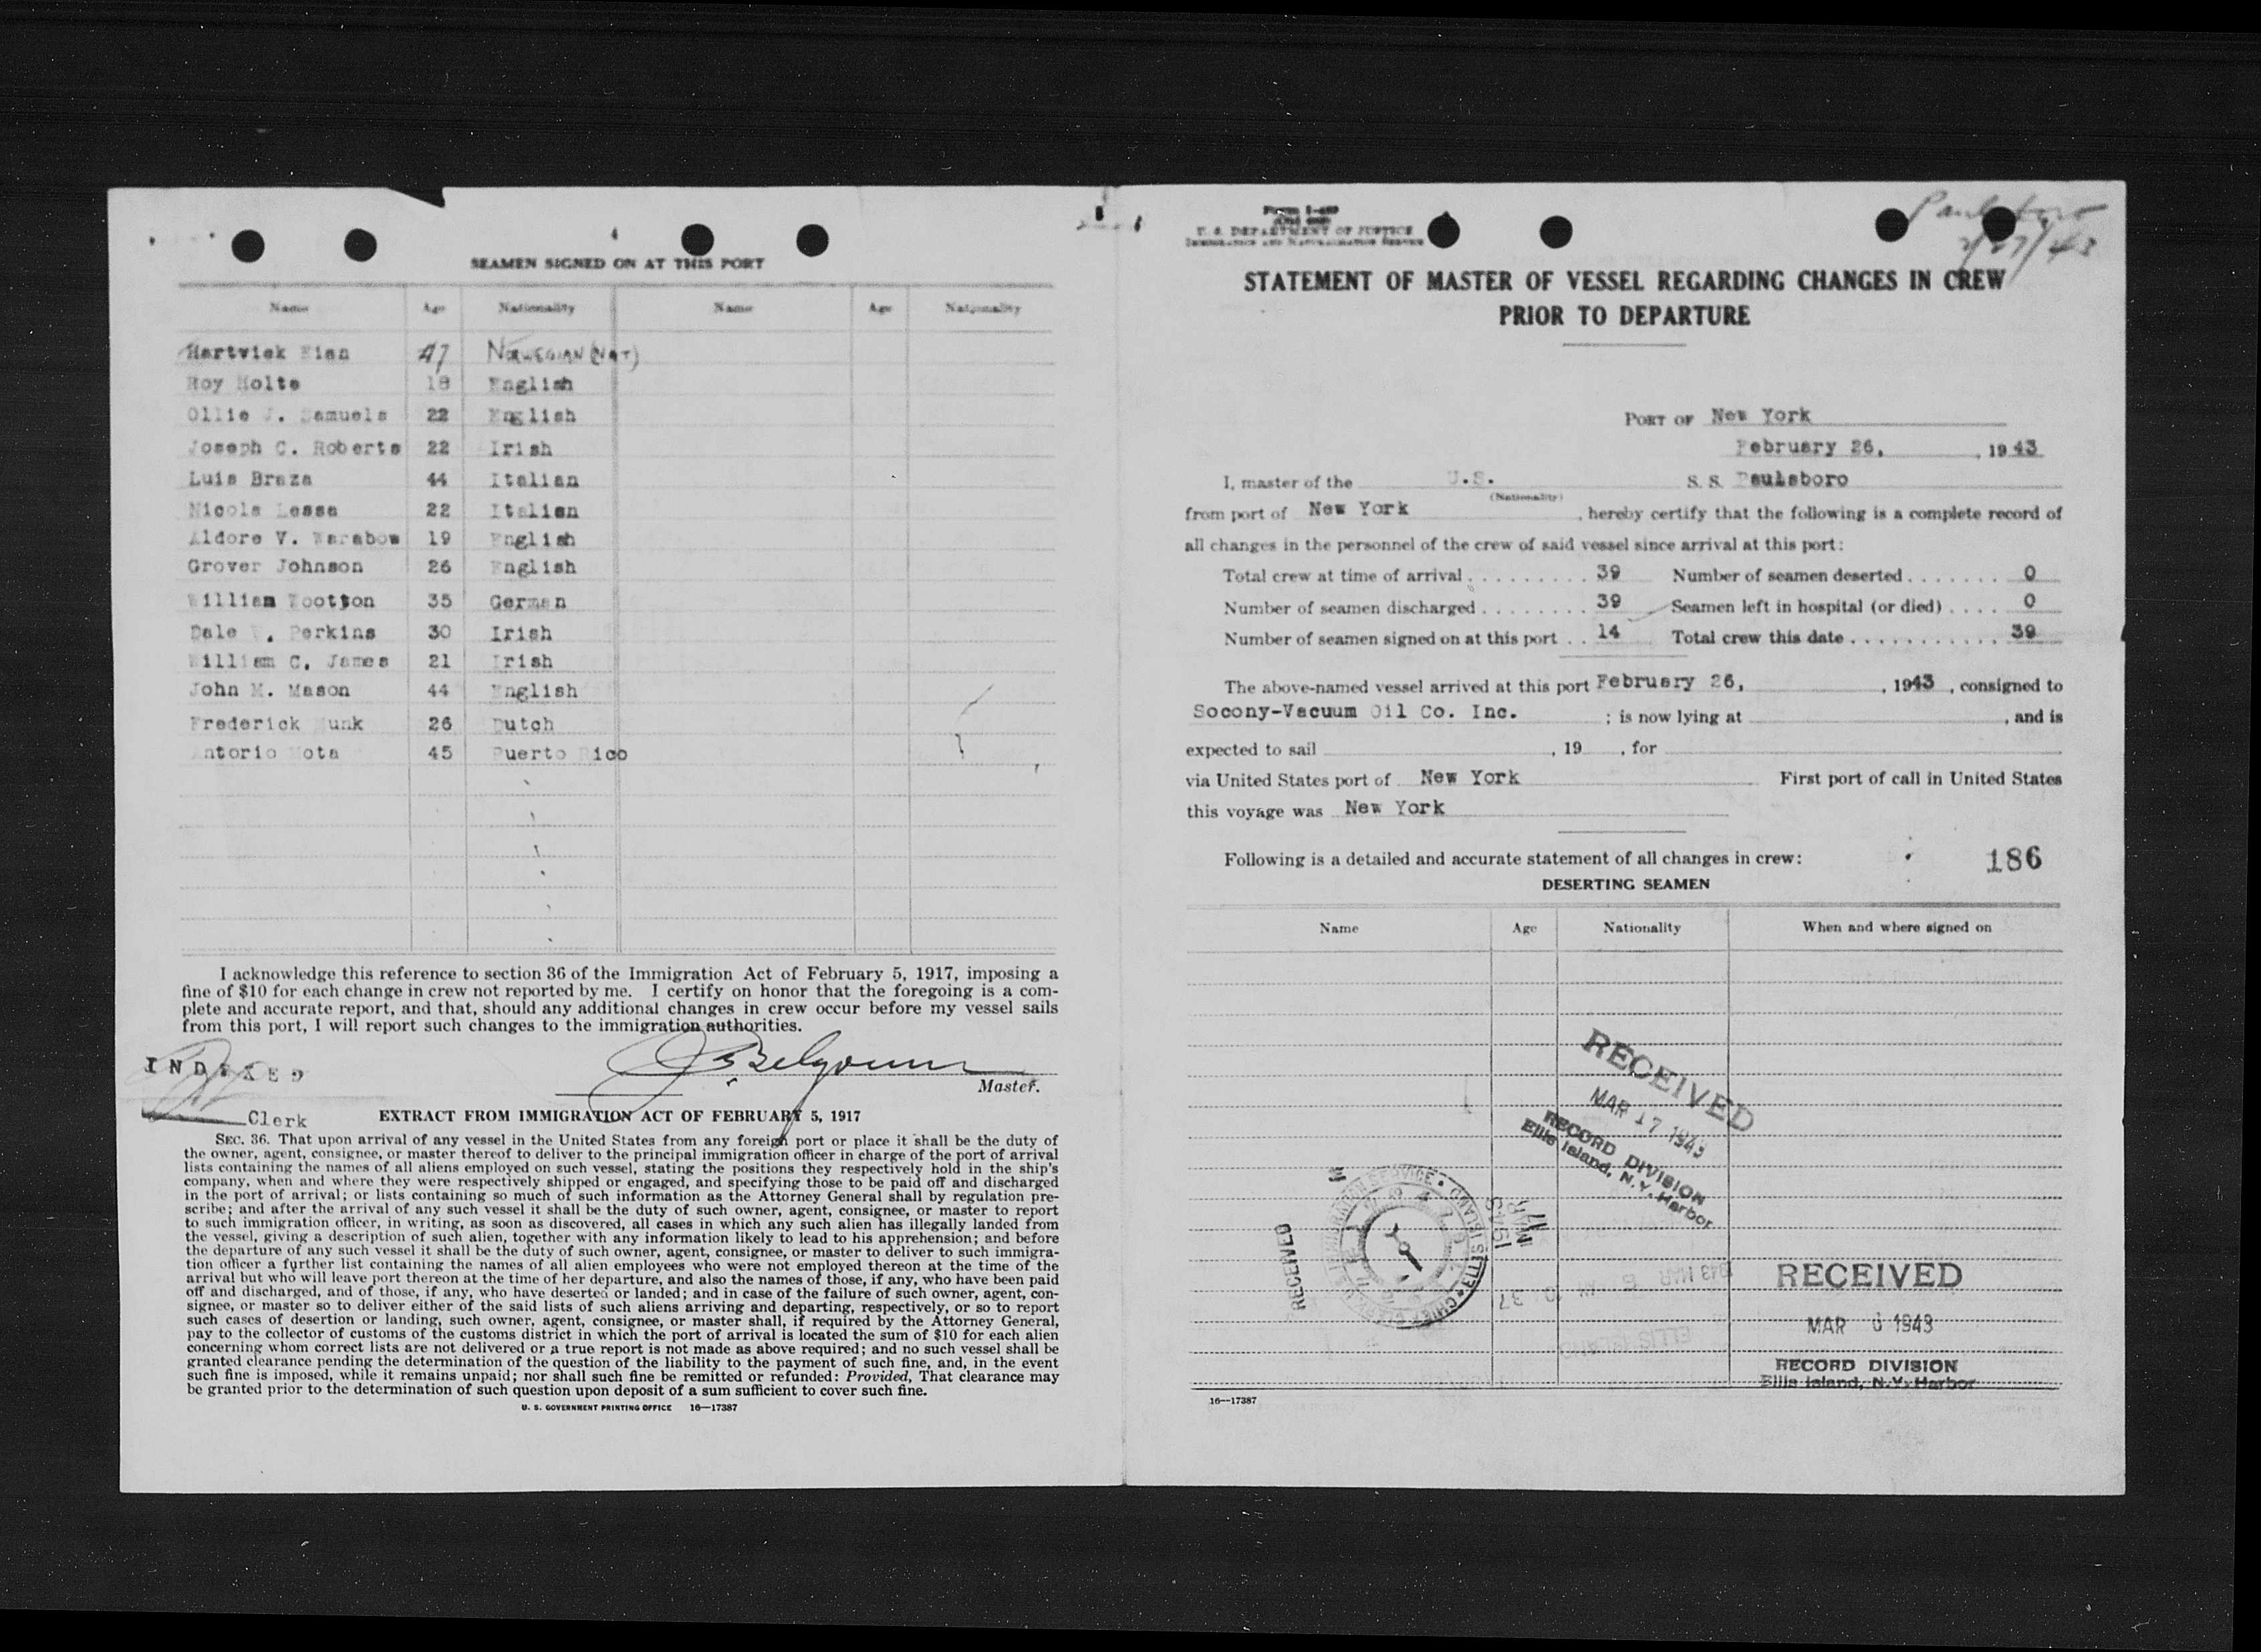 SEAMEN SIGNED ON AT THIS PORT
Name Age Nationality Name Age Nationality
Hartvick 47 NORWEGIAN (NAT)
Roy Holte 18 English
Ollie J. Samuels 22 English
Joseph C. Roberts 22 Irish
Luis Braza 44 Italian
Nicola Lessa 22 Italian
Aldore V. Warabow 19 English
Grover Johnson 26 English
William Wootton 35 German
Dale . Perkins 30 Irish
William C. James 21 Irish
John M. Mason 44 English
Frederick Munk 26 Dutch
Antorio Mota 45 Puerto Rico
I acknowledge this reference to section 36 of the Immigration Act of February 5, 1917, imposing a
fine of $10 for each change in crew not reported by me. I certify on honor that the foregoing is a com-
plete and accurate report, and that, should any additional changes in crew occur before my vessel sails
from this port, I will report such changes to the immigration authorities.
INDEXED
Master.
Clerk
EXTRACT FROM IMMIGRATION ACT OF FEBRUARY 5, 1917
SEC. 36. That upon arrival of any vessel in the United States from any foreign port or place it shall be the duty of
the owner, agent, consignee, or master thereof to deliver to the principal immigration officer in charge of the port of arrival
lists containing the names of all aliens employed on such vessel, stating the positions they respectively hold in the ship's
company, when and where they were respectively shipped or engaged, and specifying those to be paid off and discharged
in the port of arrival; or lists containing so much of such information as the Attorney General shall by regulation pre-
scribe; and after the arrival of any such vessel it shall be the duty of such owner, agent, consignee, or master to report
to such immigration officer, in writing, as soon as discovered, all cases in which any such alien has illegally landed from
the vessel, giving a description of such alien, together with any information likely to lead to his apprehension; and before
the departure of any such vessel it shall be the duty of such owner, agent, consignee, or master to deliver to such immigra-
tion officer a further list containing the names of all alien employees who were not employed thereon at the time of the
arrival but who will leave port thereon at the time of her departure, and also the names of those, if any, who have been paid
off and discharged, and of those, if any, who have deserted or landed; and in case of the failure of such owner, agent, con-
signee, or master so to deliver either of the said lists of such aliens arriving and departing, respectively, or so to report
such cases of desertion or landing, such owner, agent, consignee, or master shall, if required by the Attorney General,
pay to the collector of customs of the customs district in which the port of arrival is located the sum of $10 for each alien
concerning whom correct lists are not delivered or a true report is not made as above required; and no such vessel shall be
granted clearance pending the determination of the question of the liability to the payment of such fine, and, in the event
such fine is imposed, while it remains unpaid; nor shall such fine be remitted or refunded: Provided, That clearance may
be granted prior to the determination of such question upon deposit of a sum sufficient to cover such fine.
U. S. GOVERNMENT PRINTING OFFICE 16—17387
U. S. DEPARTMENT OF JUSTICE
IMMIGRATION AND NATURALIZATION SERVICE
Paulsboro
2/27/43
STATEMENT OF MASTER OF VESSEL REGARDING CHANGES IN CREW
PRIOR TO DEPARTURE
PORT OF New York
February 26, 1943
I, master of the U.S. S. S. Paulsboro
(Nationality)
from port of New York , hereby certify that the following is a complete record of
all changes in the personnel of the crew of said vessel since arrival at this port:
Total crew at time of arrival 39 Number of seamen deserted 0
Number of seamen discharged 39 Seamen left in hospital (or died) 0
Number of seamen signed on at this port 14 Total crew this date 39
The above-named vessel arrived at this port February 26, , 1943 , consigned to
Socony-Vacuum Oil Co. Inc. ; is now lying at , and is
expected to sail , 19 , for
via United States port of New York First port of call in United States
this voyage was New York
Following is a detailed and accurate statement of all changes in crew: 186
DESERTING SEAMEN
Name Age Nationality When and where signed on
RECEIVED
MAR 17 1943
RECORD DIVISION
Ellis Island, N.Y. Harbor
RECEIVED
ELLIS ISLAND
MAR 1943
RECEIVED
MAR 6 1943
RECORD DIVISION
Ellis Island, N.Y. Harbor
16—17387